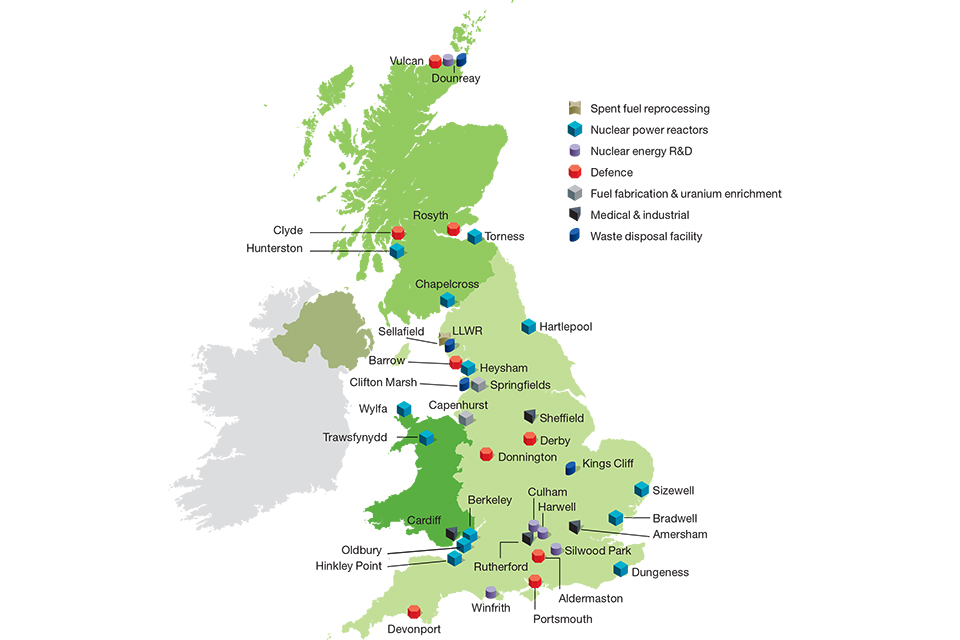 Vulcan
Dounreay
Spent fuel reprocessing
Nuclear power reactors
Nuclear energy R&D
Defence
Fuel fabrication & uranium enrichment
Medical & industrial
Waste disposal facility
Rosyth
Clyde
Torness
Hunterston
Chapelcross
Sellafield
LLWR
Hartlepool
Barrow
Heysham
Clifton Marsh
Springfields
Capenhurst
Wylfa
Sheffield
Trawsfynydd
Derby
Donnington
Kings Cliff
Sizewell
Culham
Berkeley
Harwell
Cardiff
Bradwell
Amersham
Oldbury
Silwood Park
Hinkley Point
Rutherford
Dungeness
Aldermaston
Winfrith
Portsmouth
Devonport